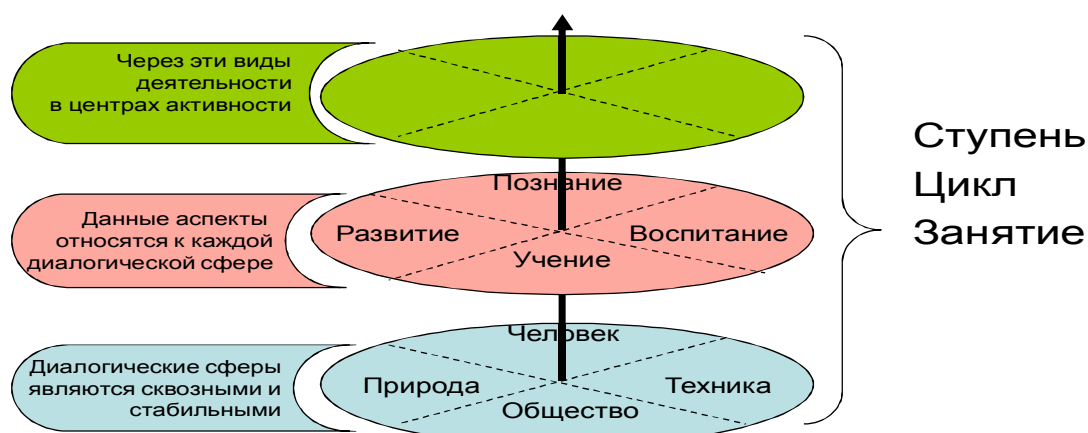 Через эти виды
деятельности
в центрах активности
Данные аспекты
относятся к каждой
диалогической сфере
Познание
Развитие
Воспитание
Учение
Диалогические сферы
являются сквозными и
стабильными
Человек
Природа
Техника
Общество
Ступень
Цикл
Занятие